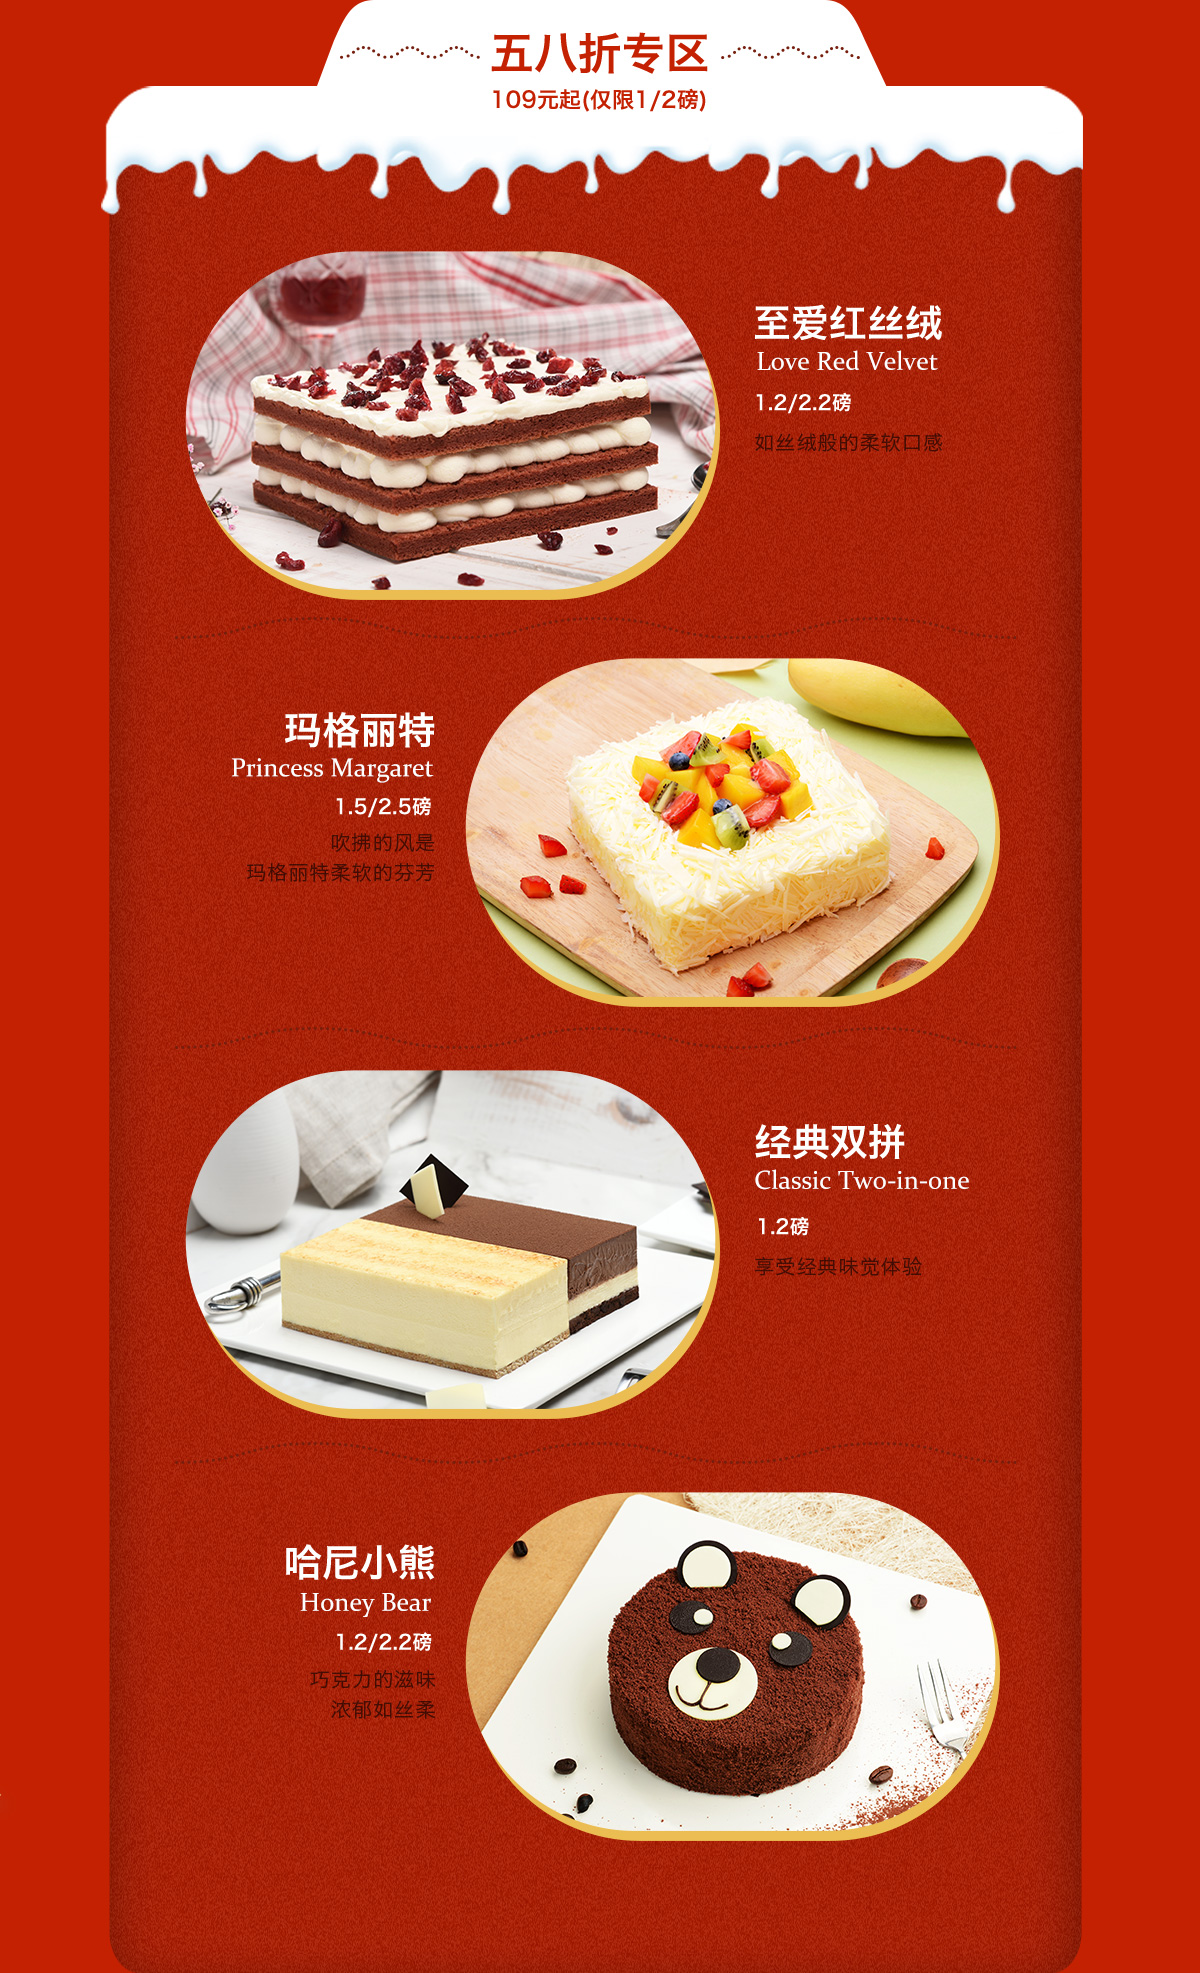 五八折专区
109元起(仅限1/2磅)
至爱红丝绒
Love Red Velvet
1.2/2.2磅
如丝绒般的柔软口感
玛格丽特
Princess Margaret
1.5/2.5磅
吹拂的风是
玛格丽特柔软的芬芳
经典双拼
Classic Two-in-one
1.2磅
享受经典味觉体验
哈尼小熊
Honey Bear
1.2/2.2磅
巧克力的滋味
浓郁如丝柔